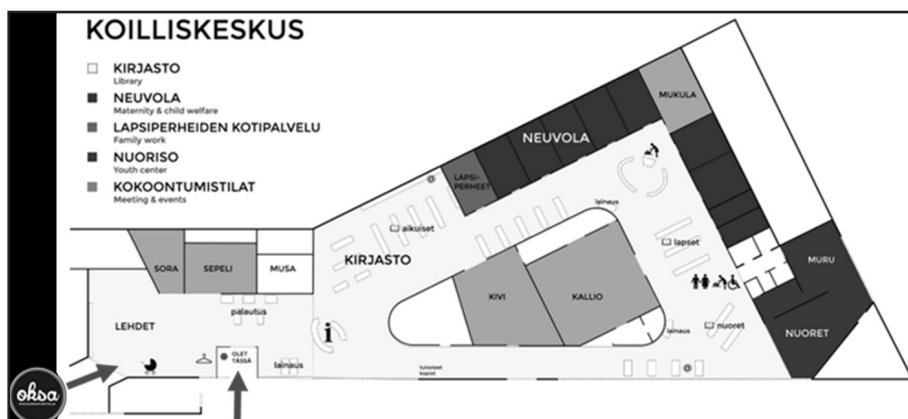 KOILLISKESKUS
KIRJASTO
Library
NEUVOLA
Maternity & child welfare
LAPSIPERHEIDEN KOTIPALVELU
Family work
NUORISO
Youth center
KOKOONTUMISTILAT
Meeting & events
MUKULA
NEUVOLA
LAPSI-
PERHEET
lainaus
aikuiset
lapset
KIRJASTO
SORA
SEPELI
MUSA
MURU
KIVI
KALLIO
palautus
LEHDET
lainaus
nuoret
NUORET
OLET
TÄSSÄ
lainaus
tulosteet
kopiot
oksa